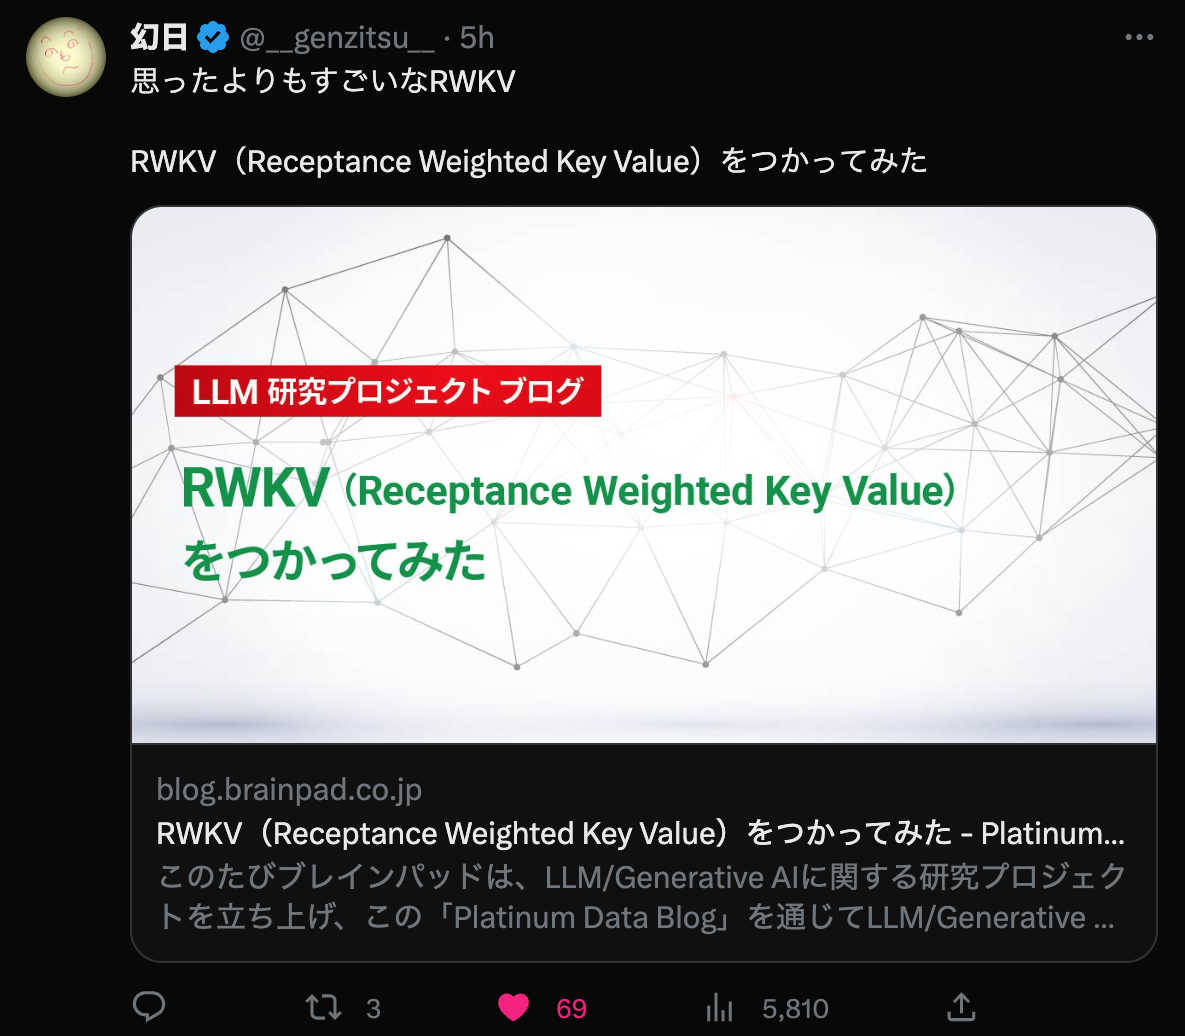 幻日 @__genzitsu__ · 5h
思ったよりもすごいなRWKV
RWKV（Receptance Weighted Key Value）をつかってみた
LLM 研究プロジェクト ブログ
RWKV（Receptance Weighted Key Value）
をつかってみた
blog.brainpad.co.jp
RWKV（Receptance Weighted Key Value）をつかってみた - Platinum...
このたびブレインパッドは、LLM/Generative AIに関する研究プロジェク
トを立ち上げ、この「Platinum Data Blog」を通じてLLM/Generative ...
3 69 5,810